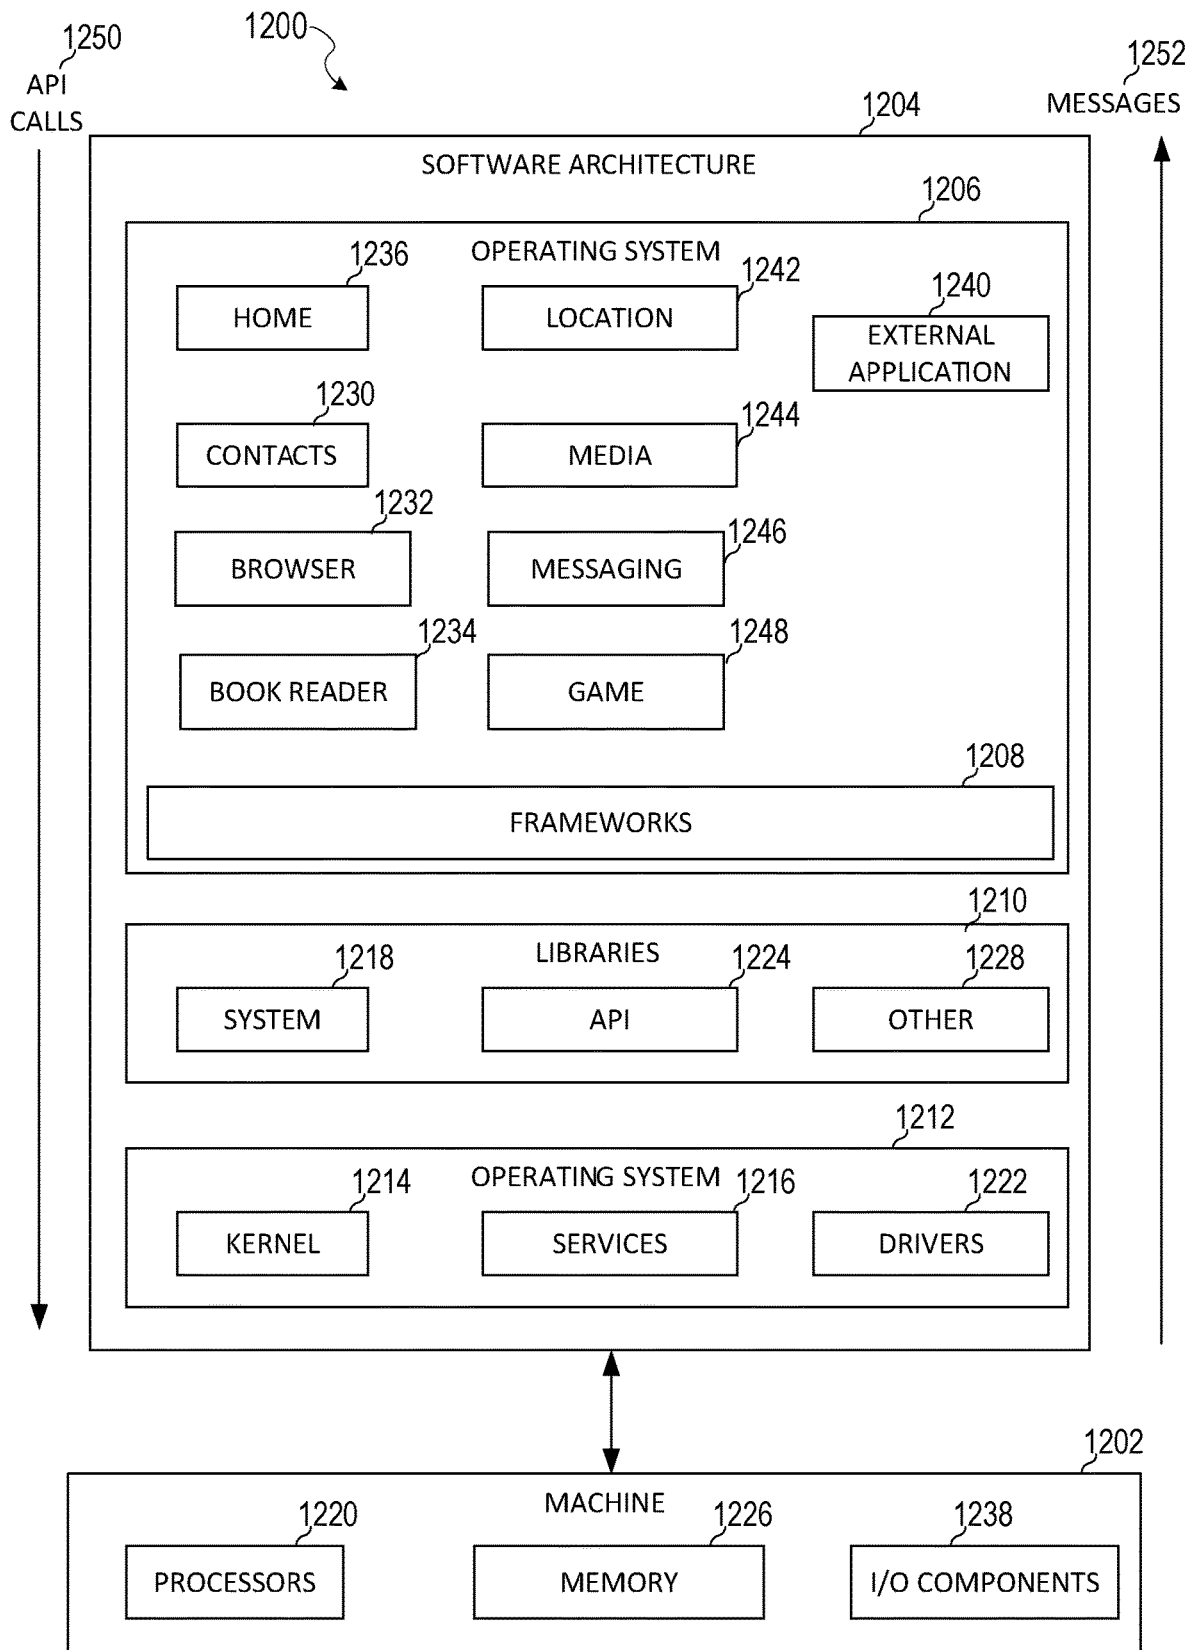 1250
1200
1252
API
CALLS
MESSAGES
1204
SOFTWARE ARCHITECTURE
1206
OPERATING SYSTEM
1236
HOME
1242
LOCATION
1240
EXTERNAL
APPLICATION
1230
CONTACTS
1244
MEDIA
1232
BROWSER
1246
MESSAGING
1234
BOOK READER
1248
GAME
1208
FRAMEWORKS
1210
LIBRARIES
1218
SYSTEM
1224
API
1228
OTHER
1212
OPERATING SYSTEM
1214
KERNEL
1216
SERVICES
1222
DRIVERS
1202
MACHINE
1220
PROCESSORS
1226
MEMORY
1238
I/O COMPONENTS